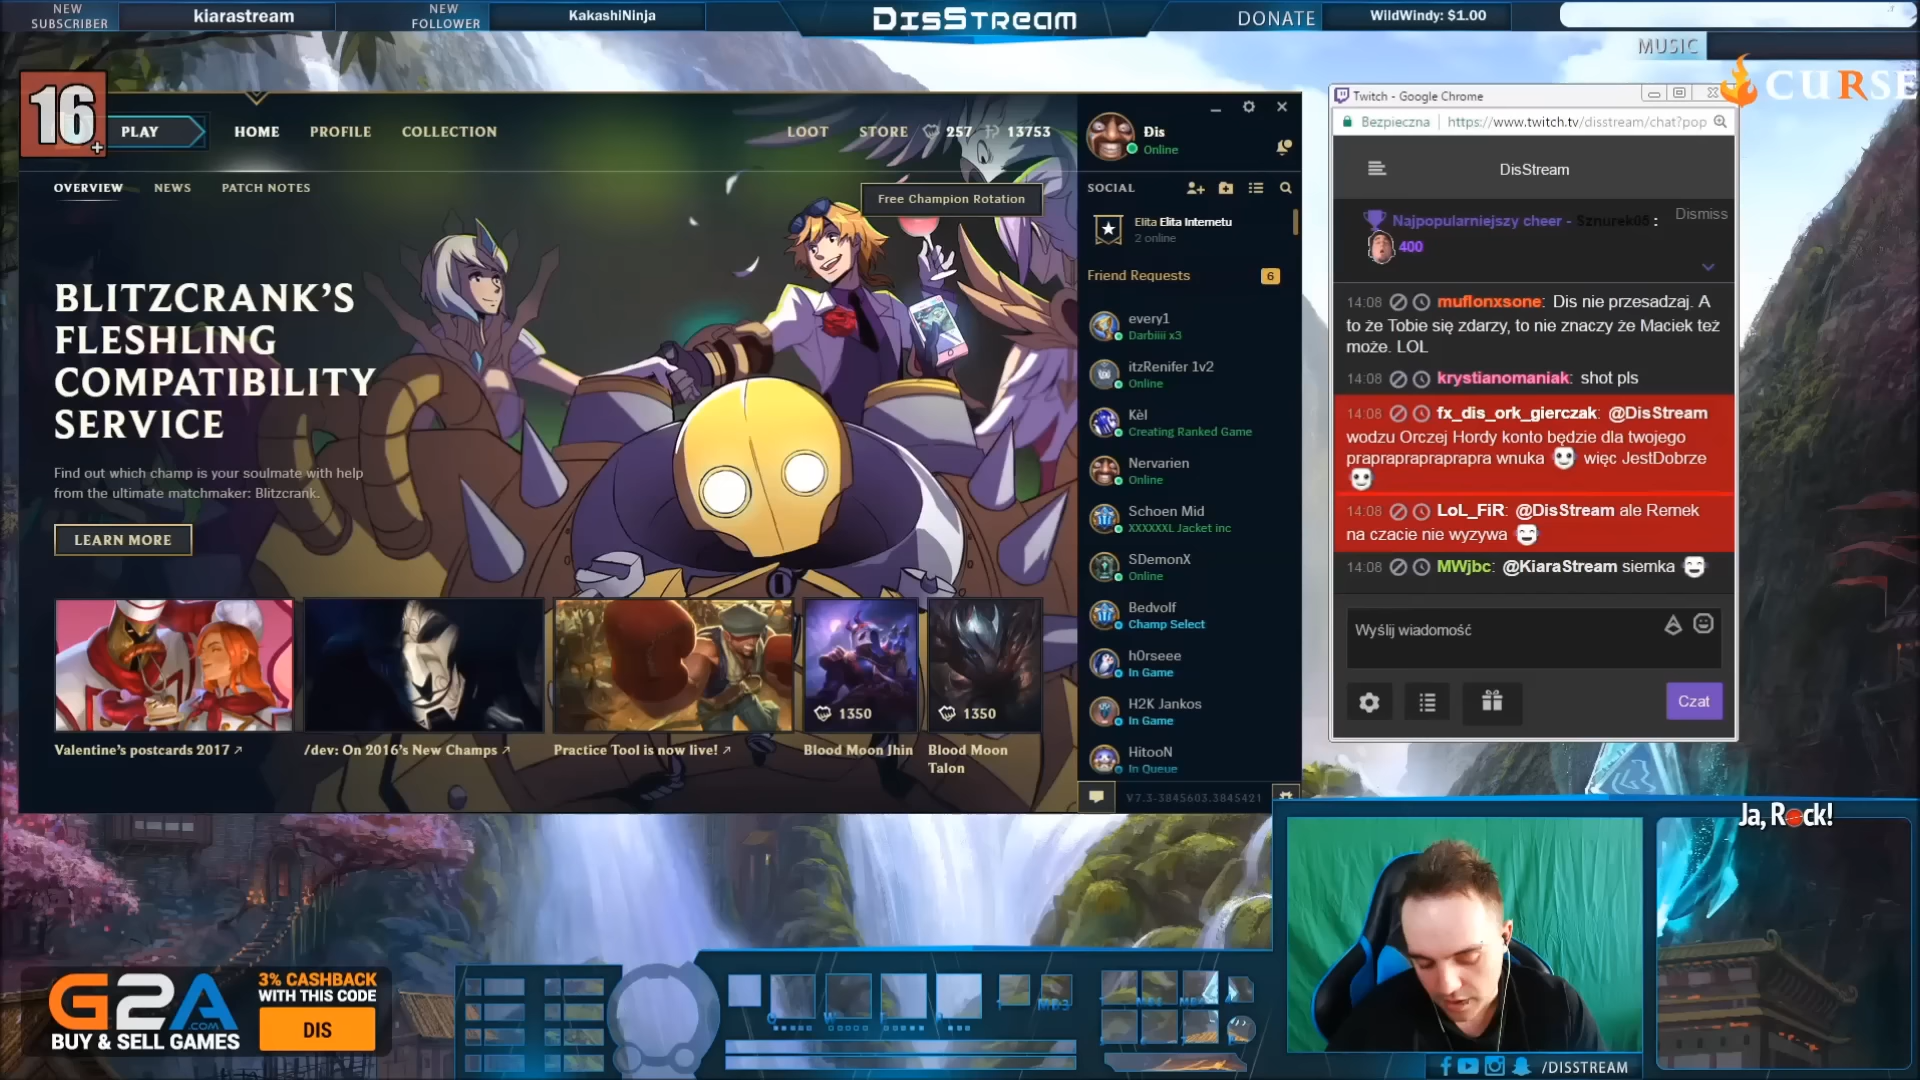 NEW
SUBSCRIBER
kiarastream
NEW
FOLLOWER
KakashiNinja
DISSTREAM
DONATE
WildWindy: $1.00
MUSIC
CURSE
16+
PLAY
HOME
PROFILE
COLLECTION
LOOT
STORE
257
13753
OVERVIEW
NEWS
PATCH NOTES
Free Champion Rotation
BLITZCRANK'S
FLESHLING
COMPATIBILITY
SERVICE
Find out which champ is your soulmate with help
from the ultimate matchmaker: Blitzcrank.
LEARN MORE
1350
1350
Valentine's postcards 2017
/dev: On 2016's New Champs
Practice Tool is now live!
Blood Moon Jhin
Blood Moon
Talon
Ðis
Online
SOCIAL
Elita Elita Internetu
2 online
Friend Requests
6
every1
Darbiiii x3
itzRenifer 1v2
Online
Kèl
Creating Ranked Game
Nervarien
Online
Schoen Mid
XXXXXXL Jacket inc
SDemonX
Online
Bedvolf
Champ Select
h0rseee
In Game
H2K Jankos
In Game
HitooN
In Queue
V7.3-3845603.3845421
Twitch - Google Chrome
Bezpieczna
https://www.twitch.tv/disstream/chat?pop
DisStream
Najpopularniejszy cheer - Sznurek05 :
Dismiss
400
14:08 muflonxsone: Dis nie przesadzaj. A
to że Tobie się zdarzy, to nie znaczy że Maciek też
może. LOL
14:08 krystianomaniak: shot pls
14:08 fx_dis_ork_gierczak: @DisStream
wodzu Orczej Hordy konto będzie dla twojego
praprapraprapraprapra wnuka więc JestDobrze
14:08 LoL_FiR: @DisStream ale Remek
na czacie nie wyzywa
14:08 MWjbc: @KiaraStream siemka
Wyślij wiadomość
Czat
Ja, Rock!
G2A.COM
BUY & SELL GAMES
3% CASHBACK
WITH THIS CODE
DIS
/DISSTREAM